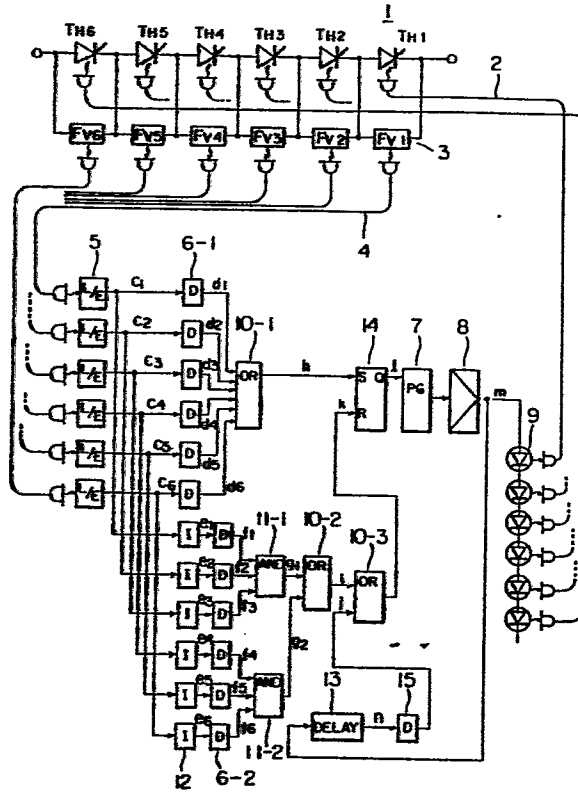 1
TH6 TH5 TH4 TH3 TH2 TH1
2
FV6 FV5 FV4 FV3 FV2 FV1
3
4
5
6-1
E C1 D d1
E C2 D d2
10-1
E C3 D d3
OR
h
14
7
8
S Q l PG m
E C4 D d4
k R
E C5 D d5
9
E C6 D d6
I e1 D f1
11-1
10-2
I e2 D f2
AND g1 OR i
10-3
OR
I e3 D f3
j
I e4 D f4
g2
I e5 D f5
AND
13
15
I e6 D f6
11-2
DELAY n D
12
6-2